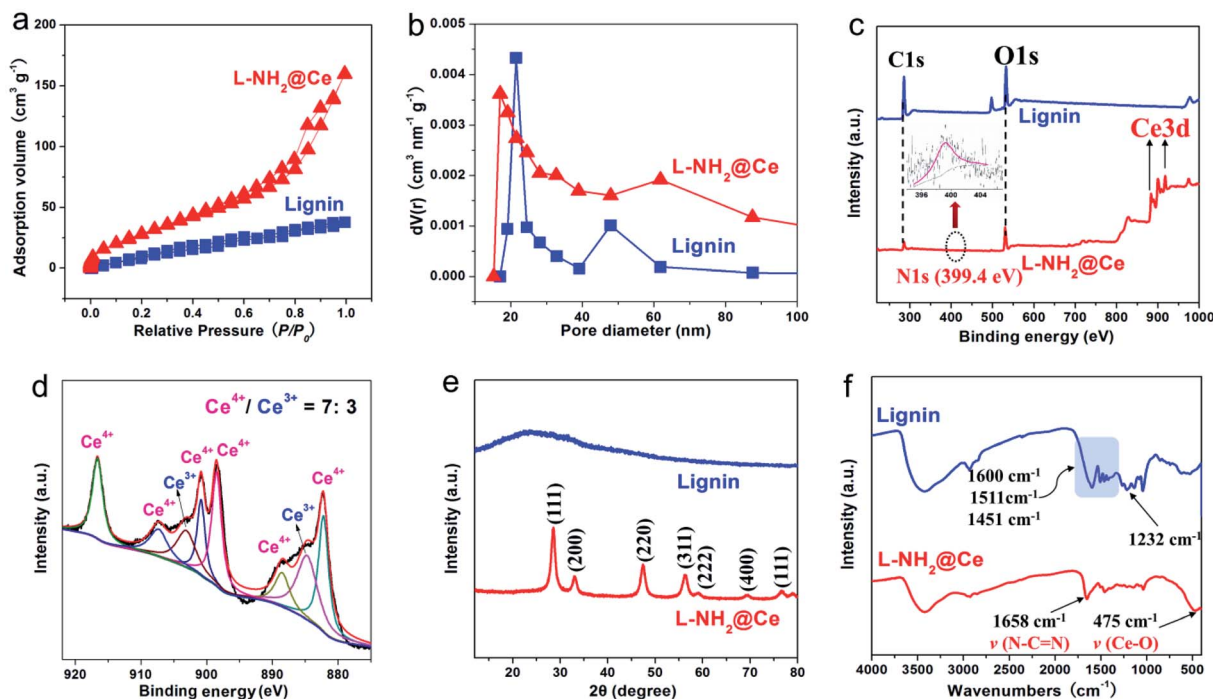 a
200
150
100
50
0
Adsorption volume (cm³ g⁻¹)
L-NH₂@Ce
Lignin
0.0 0.2 0.4 0.6 0.8 1.0
Relative Pressure (P/P₀)
b
0.005
0.004
0.003
0.002
0.001
0.000
dV(r) (cm³ nm⁻¹ g⁻¹)
L-NH₂@Ce
Lignin
20 40 60 80 100
Pore diameter (nm)
c
C1s
O1s
Lignin
Ce3d
396 400 404
L-NH₂@Ce
N1s (399.4 eV)
Intensity (a.u.)
300 400 500 600 700 800 900 1000
Binding energy (eV)
d
Ce⁴⁺/ Ce³⁺ = 7: 3
Ce⁴⁺
Ce⁴⁺
Ce³⁺
Ce⁴⁺
Ce⁴⁺
Ce⁴⁺
Ce³⁺
Ce⁴⁺
Intensity (a.u.)
920 910 900 890 880
Binding energy (eV)
e
Lignin
(111)
(200)
(220)
(311)
(222)
(400)
(111)
L-NH₂@Ce
Intensity (a.u.)
20 30 40 50 60 70 80
2θ (degree)
f
Lignin
1600 cm⁻¹
1511cm⁻¹
1451 cm⁻¹
1232 cm⁻¹
L-NH₂@Ce
1658 cm⁻¹
ν (N-C=N)
475 cm⁻¹
ν (Ce-O)
Intensity (a.u.)
4000 3500 3000 2500 2000 1500 1000 500
Wavenumbers (cm⁻¹)